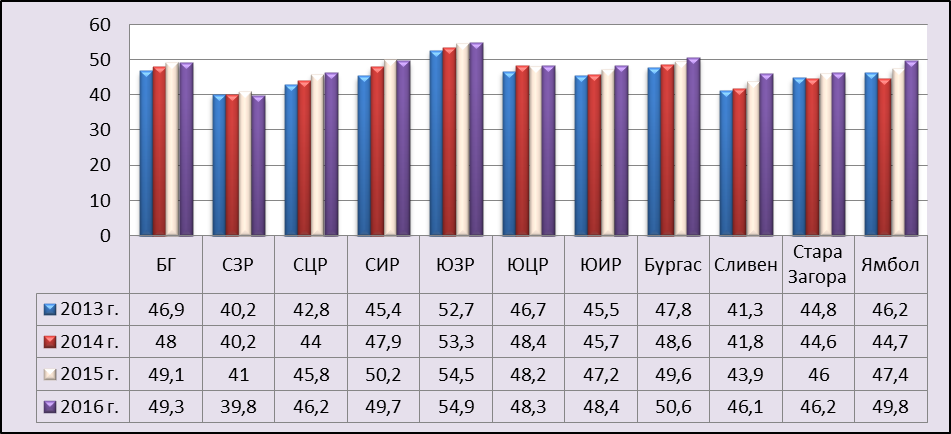 60
50
40
30
20
10
0
БГ СЗР СЦР СИР ЮЗР ЮЦР ЮИР Бургас Сливен Стара Загора Ямбол
2013 г. 46,9 40,2 42,8 45,4 52,7 46,7 45,5 47,8 41,3 44,8 46,2
2014 г. 48 40,2 44 47,9 53,3 48,4 45,7 48,6 41,8 44,6 44,7
2015 г. 49,1 41 45,8 50,2 54,5 48,2 47,2 49,6 43,9 46 47,4
2016 г. 49,3 39,8 46,2 49,7 54,9 48,3 48,4 50,6 46,1 46,2 49,8